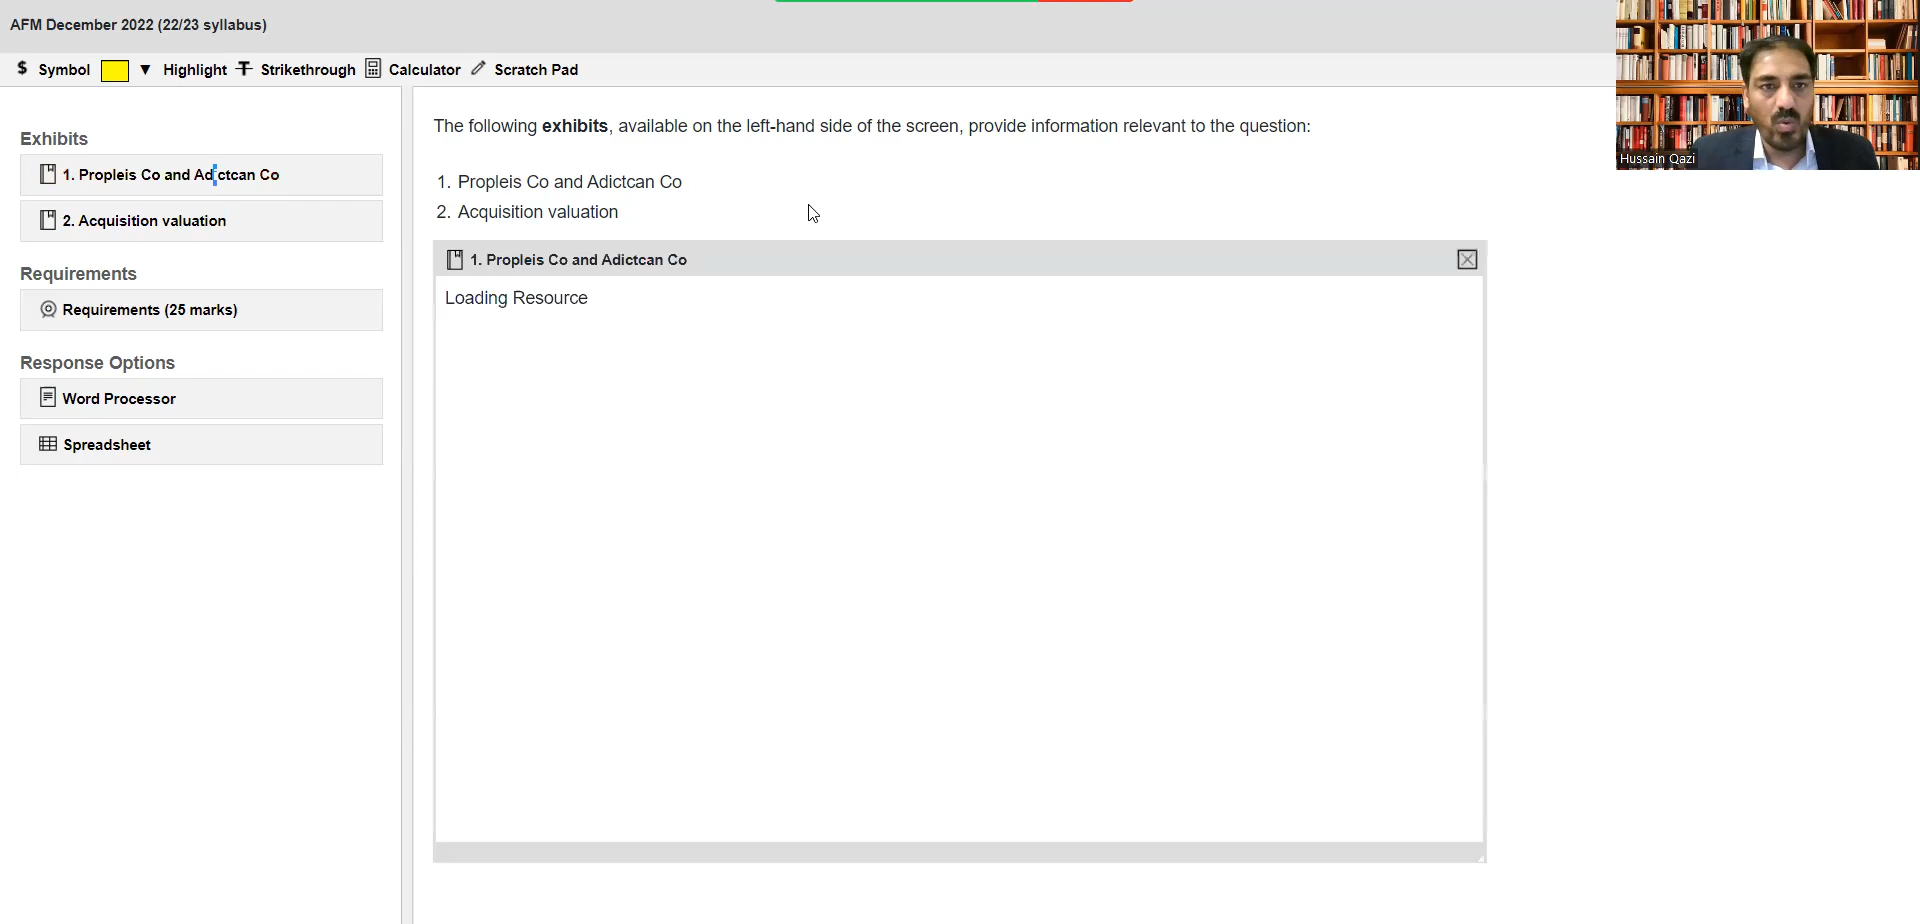 AFM December 2022 (22/23 syllabus)
$ Symbol ▼ Highlight Strikethrough Calculator Scratch Pad
Hussain Qazi
Exhibits
1. Propleis Co and Adictcan Co
2. Acquisition valuation
Requirements
Requirements (25 marks)
Response Options
Word Processor
Spreadsheet
The following exhibits, available on the left-hand side of the screen, provide information relevant to the question:
1. Propleis Co and Adictcan Co
2. Acquisition valuation
1. Propleis Co and Adictcan Co
Loading Resource